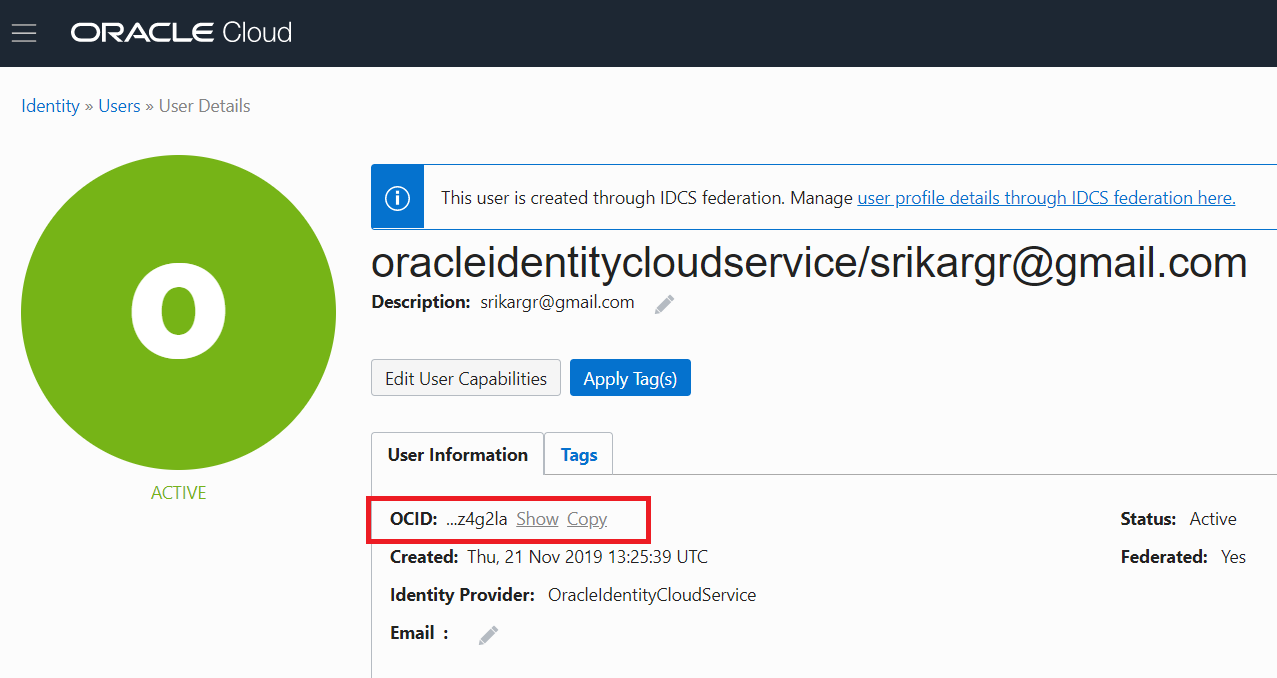 ORACLE Cloud
Identity » Users » User Details
O
ACTIVE
This user is created through IDCS federation. Manage user profile details through IDCS federation here.
oracleidentitycloudservice/srikargr@gmail.com
Description: srikargr@gmail.com
Edit User Capabilities Apply Tag(s)
User Information Tags
OCID: ...z4g2la Show Copy Status: Active
Created: Thu, 21 Nov 2019 13:25:39 UTC Federated: Yes
Identity Provider: OracleIdentityCloudService
Email :